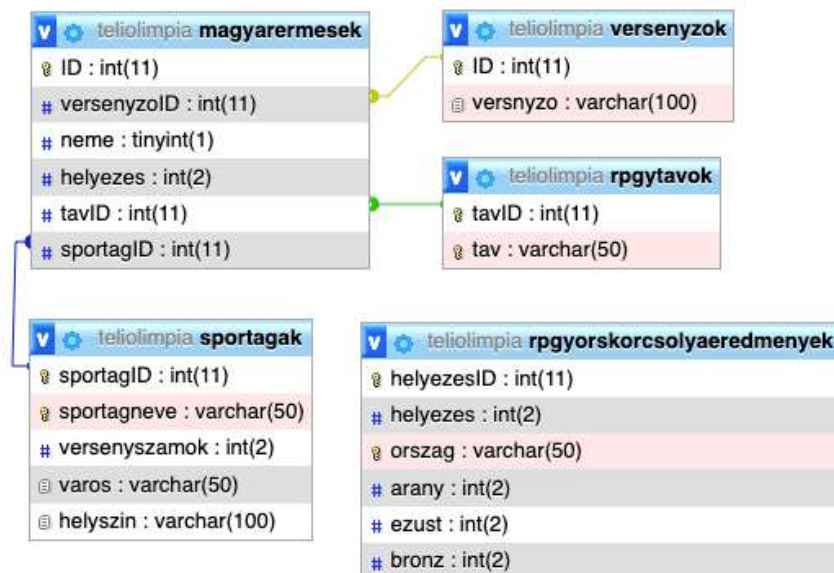 teliolimpia magyarermesek
ID : int(11)
versenyzoID : int(11)
neme : tinyint(1)
helyezes : int(2)
tavID : int(11)
sportagID : int(11)
teliolimpia versenyzok
ID : int(11)
versnyzo : varchar(100)
teliolimpia rpgytavok
tavID : int(11)
tav : varchar(50)
teliolimpia sportagak
sportagID : int(11)
sportagneve : varchar(50)
versenyszamok : int(2)
varos : varchar(50)
helyszin : varchar(100)
teliolimpia rpgyorskorcsolyaeredmenyek
helyezesID : int(11)
helyezes : int(2)
orszag : varchar(50)
arany : int(2)
ezust : int(2)
bronz : int(2)